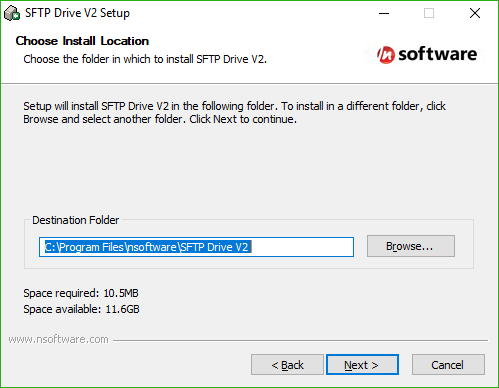 SFTP Drive V2 Setup
Choose Install Location
Choose the folder in which to install SFTP Drive V2.
n software
Setup will install SFTP Drive V2 in the following folder. To install in a different folder, click
Browse and select another folder. Click Next to continue.
Destination Folder
C:\Program Files\nsoftware\SFTP Drive V2
Browse...
Space required: 10.5MB
Space available: 11.6GB
www.nsoftware.com
< Back
Next >
Cancel